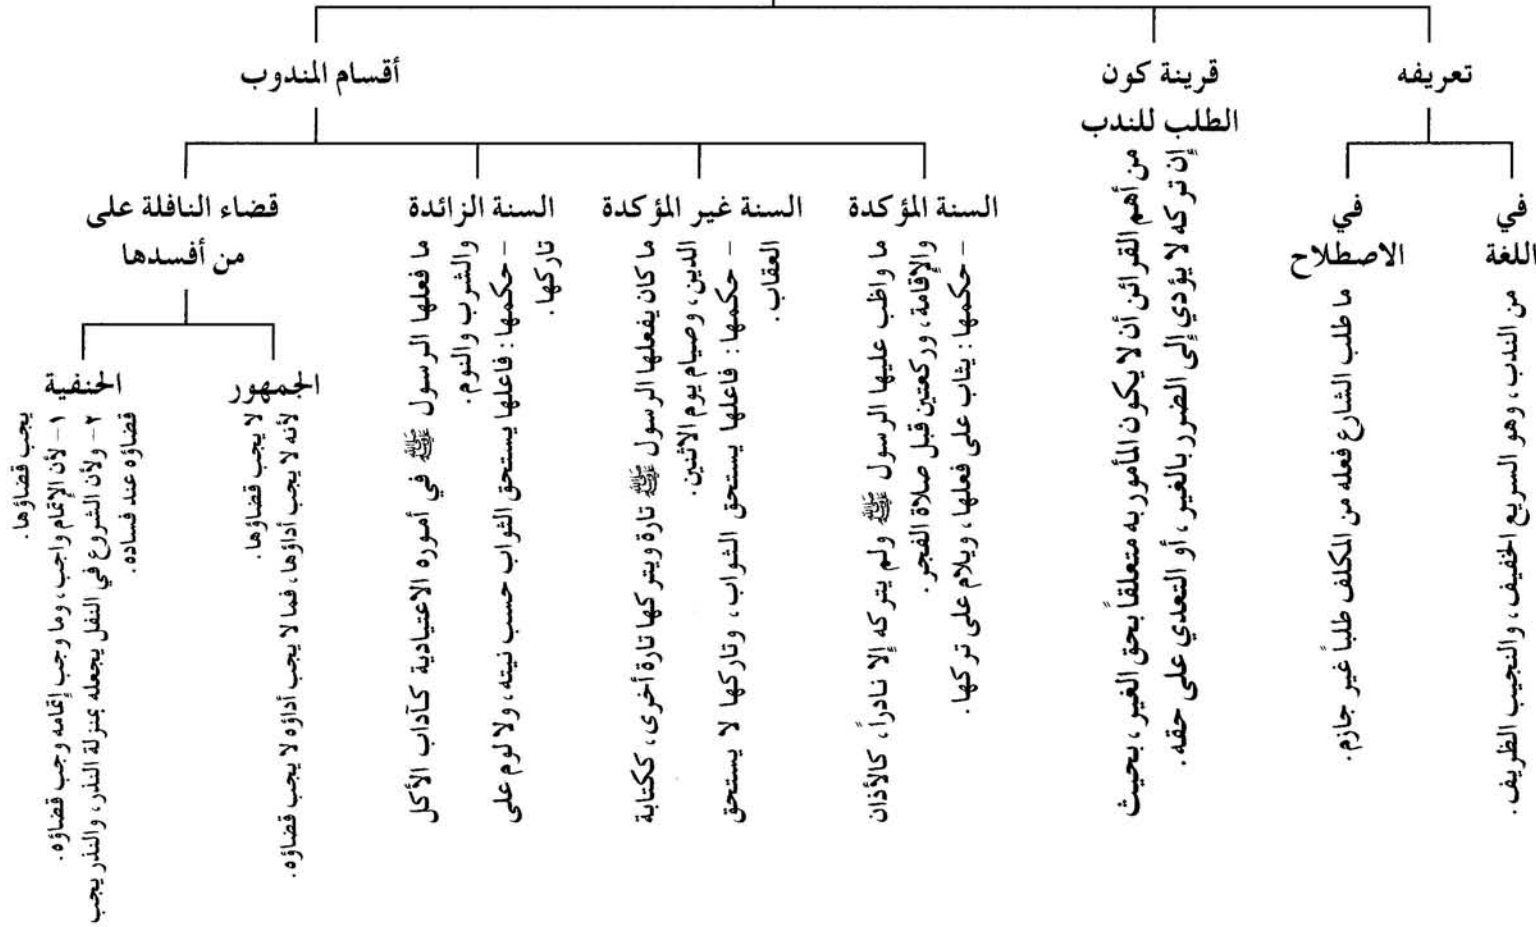 تعريفه
في
اللغة
من الندب، وهو السريع الخفيف، والنجيب الظريف.
في
الاصطلاح
ما طلب الشارع فعله من المكلف طلباً غير جازم.
قرينة كون
الطلب للندب
من أهم القرائن أن لا يكون المأمور به متعلقاً بحق الغير، بحيث
إن تركه لا يؤدي إلى الضرر بالغير، أو التعدي على حقه.
أقسام المندوب
السنة المؤكدة
ما واظب عليها الرسول ﷺ ولم يتركه إلا نادراً، كالأذان
والإقامة، وركعتين قبل صلاة الفجر.
- حكمها: يثاب على فعلها، ويلام على تركها.
السنة غير المؤكدة
ما كان يفعلها الرسول ﷺ تارة ويتركها تارة أخرى، ككتابة
الدين، وصيام يوم الاثنين.
- حكمها: فاعلها يستحق الثواب، وتاركها لا يستحق
العقاب.
السنة الزائدة
ما فعلها الرسول ﷺ في أموره الاعتيادية كآداب الأكل
والشرب والنوم.
- حكمها: فاعلها يستحق الثواب حسب نيته، ولا لوم على
تاركها.
قضاء النافلة على
من أفسدها
الجمهور
لا يجب قضاؤها.
لأنه لا يجب أداؤها، فما لا يجب أداؤه لا يجب قضاؤه.
الحنفية
يجب قضاؤها.
١- لأن الإتمام واجب، وما وجب إتمامه وجب قضاؤه.
٢- ولأن الشروع في النفل يجعله بمنزلة النذر، والنذر يجب
قضاؤه عند فساده.